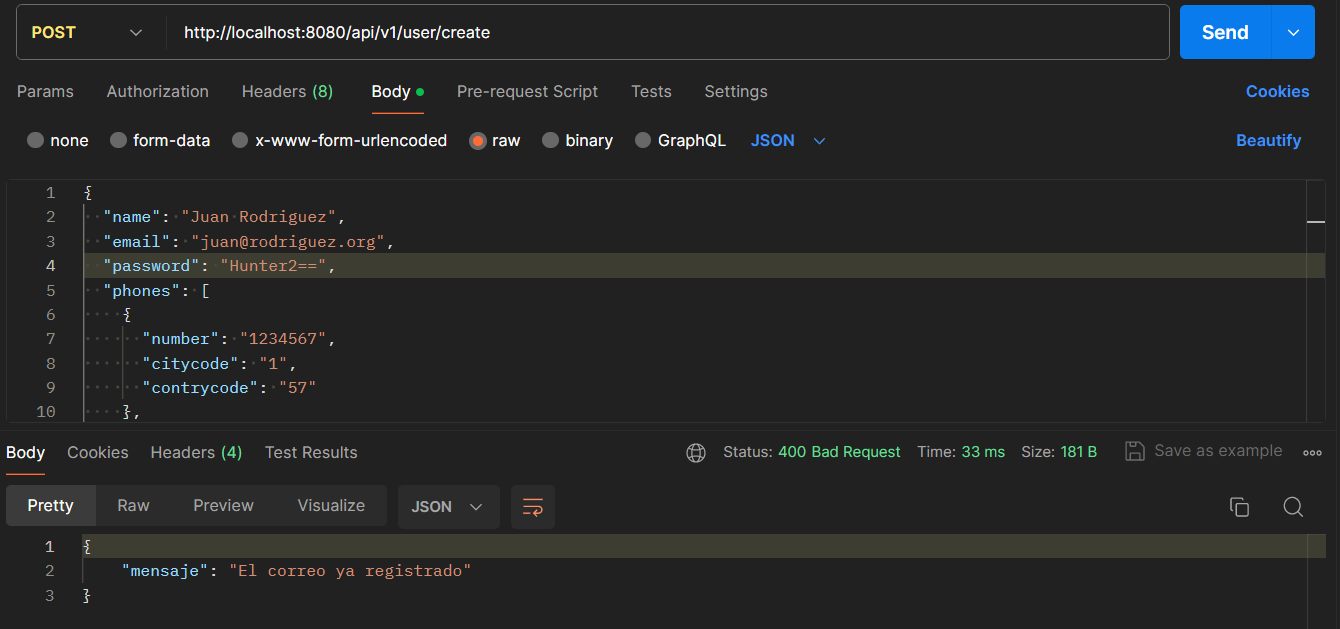 POST http://localhost:8080/api/v1/user/create Send
Params Authorization Headers (8) Body Pre-request Script Tests Settings Cookies
none form-data x-www-form-urlencoded raw binary GraphQL JSON Beautify
1 {
2 "name": "Juan Rodriguez",
3 "email": "juan@rodriguez.org",
4 "password": "Hunter2==",
5 "phones": [
6 {
7 "number": "1234567",
8 "citycode": "1",
9 "contrycode": "57"
10 },
Body Cookies Headers (4) Test Results Status: 400 Bad Request Time: 33 ms Size: 181 B Save as example
Pretty Raw Preview Visualize JSON
1 {
2 "mensaje": "El correo ya registrado"
3 }